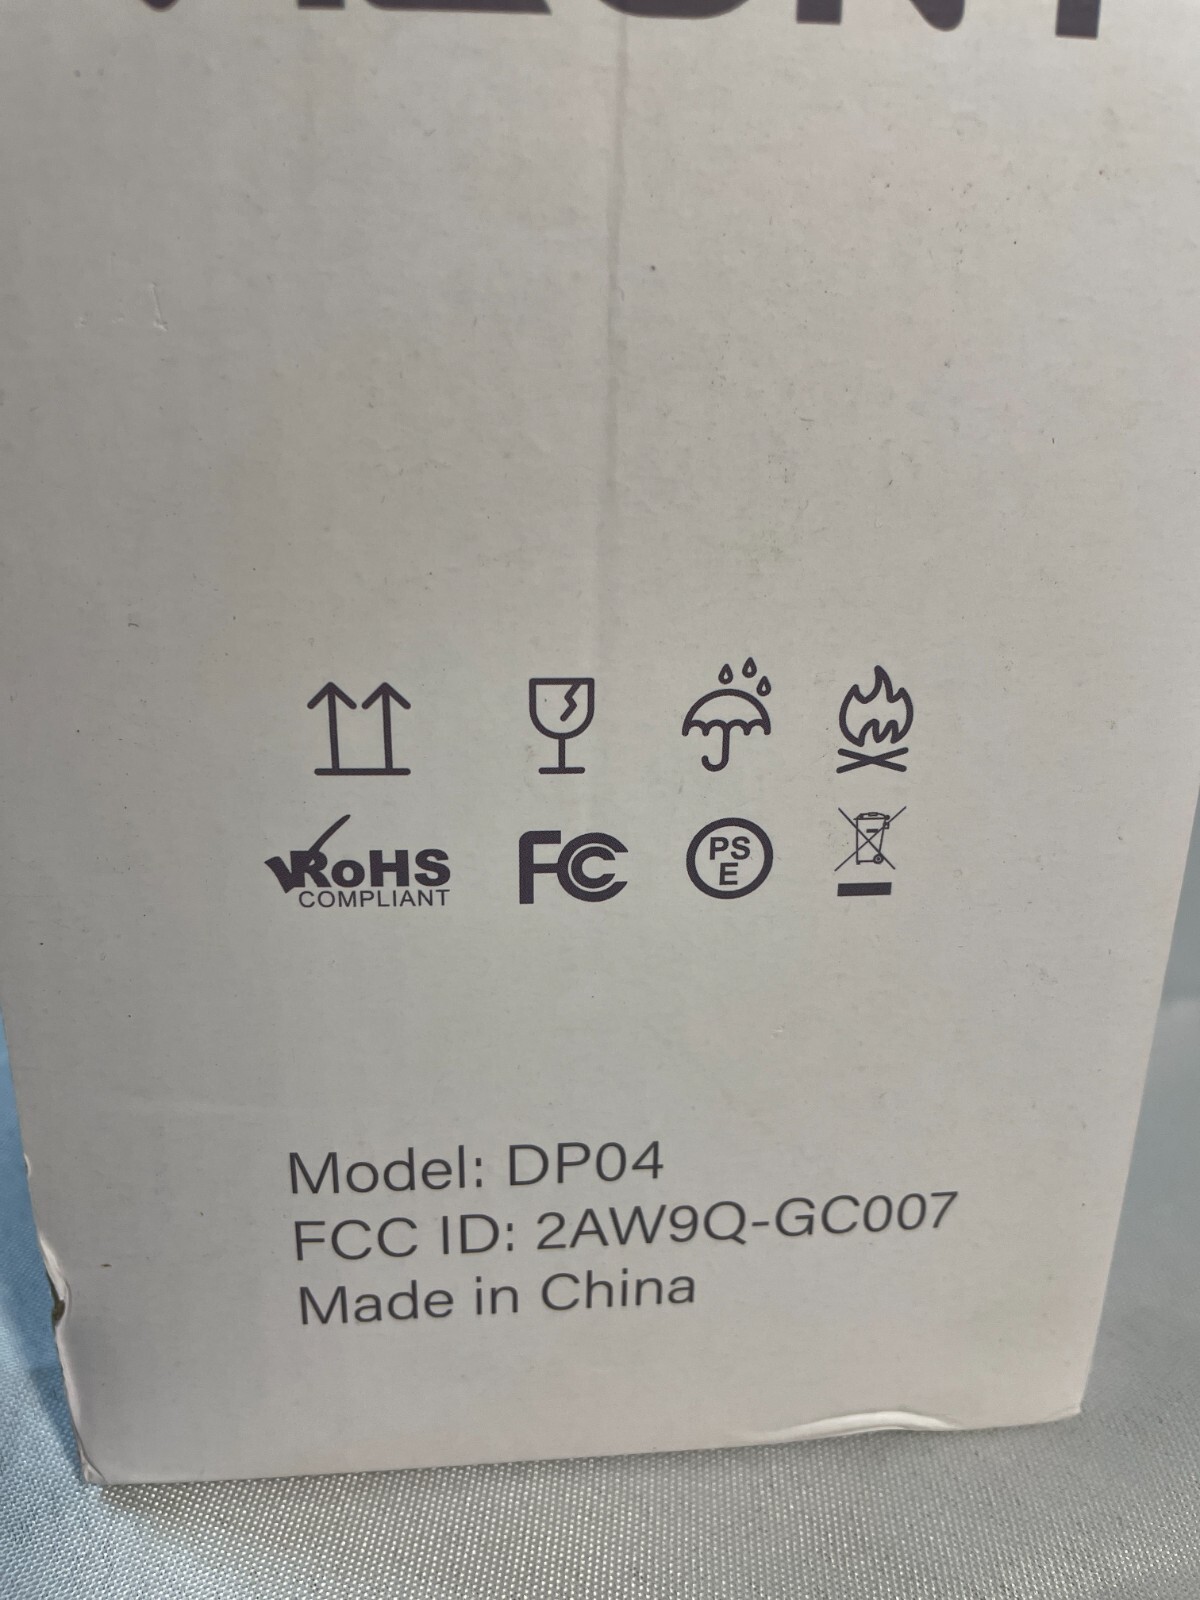 RoHS FC PS
COMPLIANT E
Model: DP04
FCC ID: 2AW9Q-GC007
Made in China